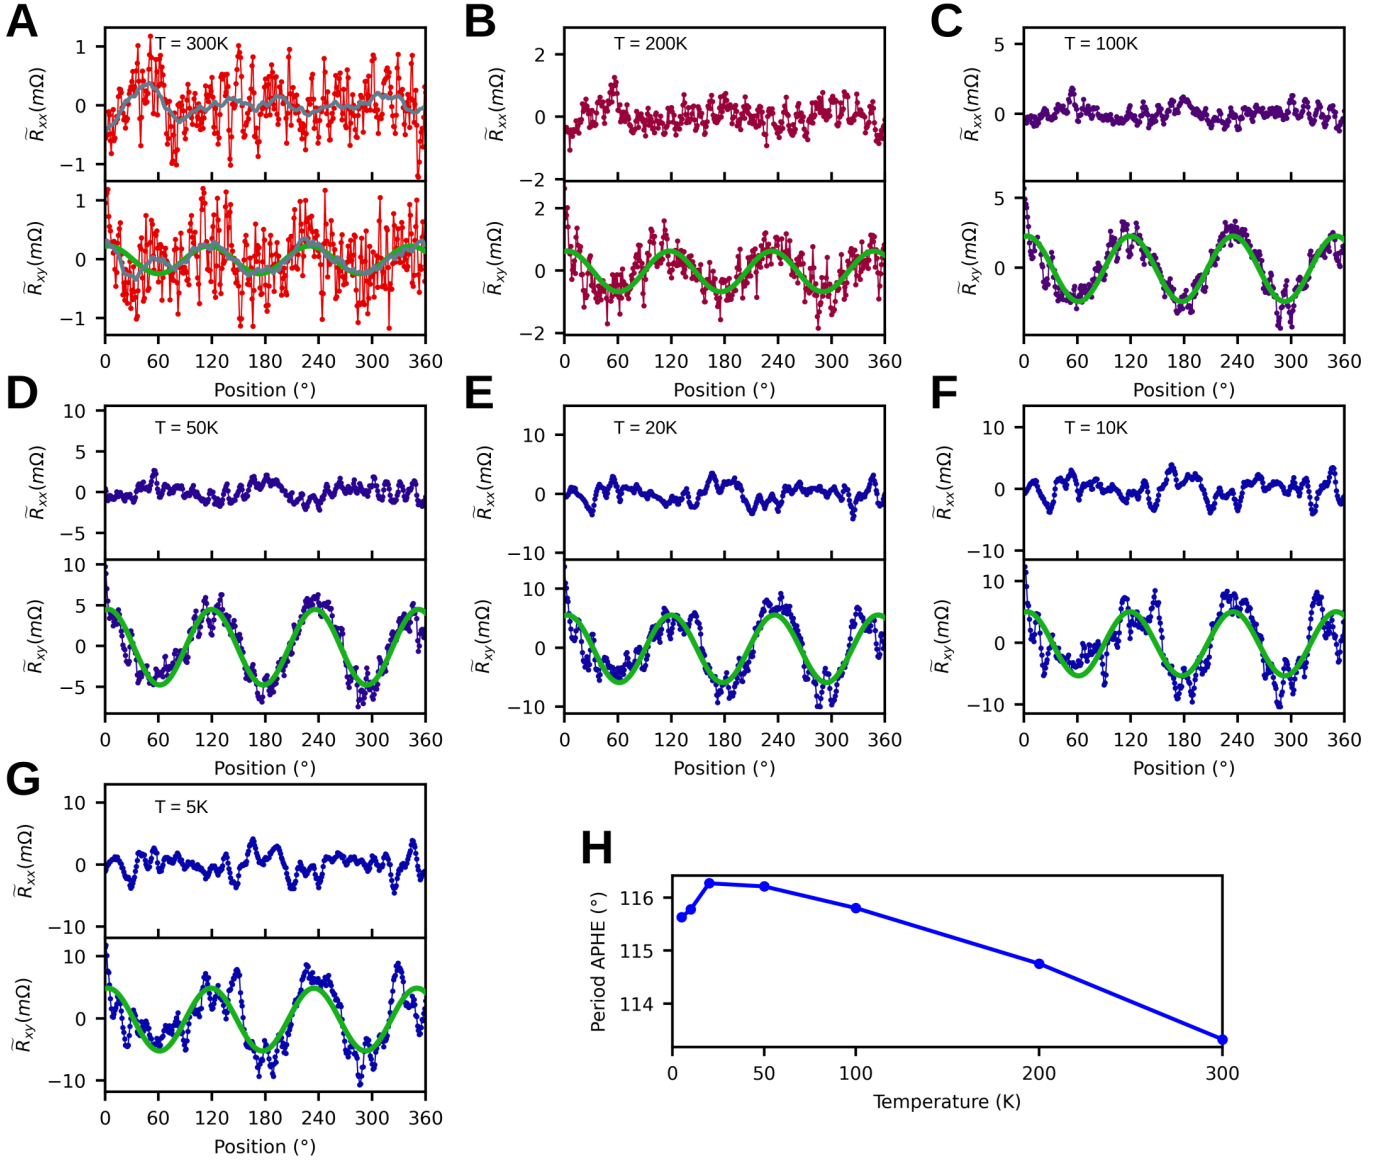 A
T = 300K
R̃xx(mΩ)
1
0
−1
R̃xy(mΩ)
1
0
−1
0 60 120 180 240 300 360
Position (°)
B
T = 200K
R̃xx(mΩ)
2
0
−2
R̃xy(mΩ)
2
0
−2
0 60 120 180 240 300 360
Position (°)
C
T = 100K
R̃xx(mΩ)
5
0
R̃xy(mΩ)
5
0
0 60 120 180 240 300 360
Position (°)
D
T = 50K
R̃xx(mΩ)
10
5
0
−5
R̃xy(mΩ)
10
5
0
−5
0 60 120 180 240 300 360
Position (°)
E
T = 20K
R̃xx(mΩ)
10
0
−10
R̃xy(mΩ)
10
0
−10
0 60 120 180 240 300 360
Position (°)
F
T = 10K
R̃xx(mΩ)
10
0
−10
R̃xy(mΩ)
10
0
−10
0 60 120 180 240 300 360
Position (°)
G
T = 5K
R̃xx(mΩ)
10
0
−10
R̃xy(mΩ)
10
0
−10
0 60 120 180 240 300 360
Position (°)
H
Period APHE (°)
116
115
114
0 50 100 200 300
Temperature (K)